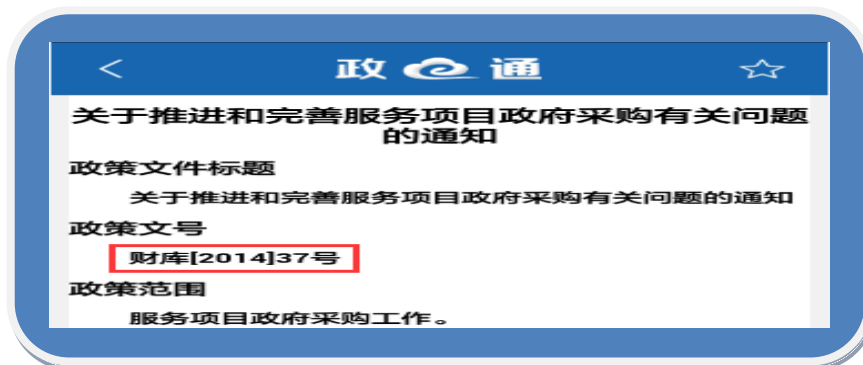 < 政 通 ☆
关于推进和完善服务项目政府采购有关问题
的通知
政策文件标题
关于推进和完善服务项目政府采购有关问题的通知
政策文号
财库[2014]37号
政策范围
服务项目政府采购工作。